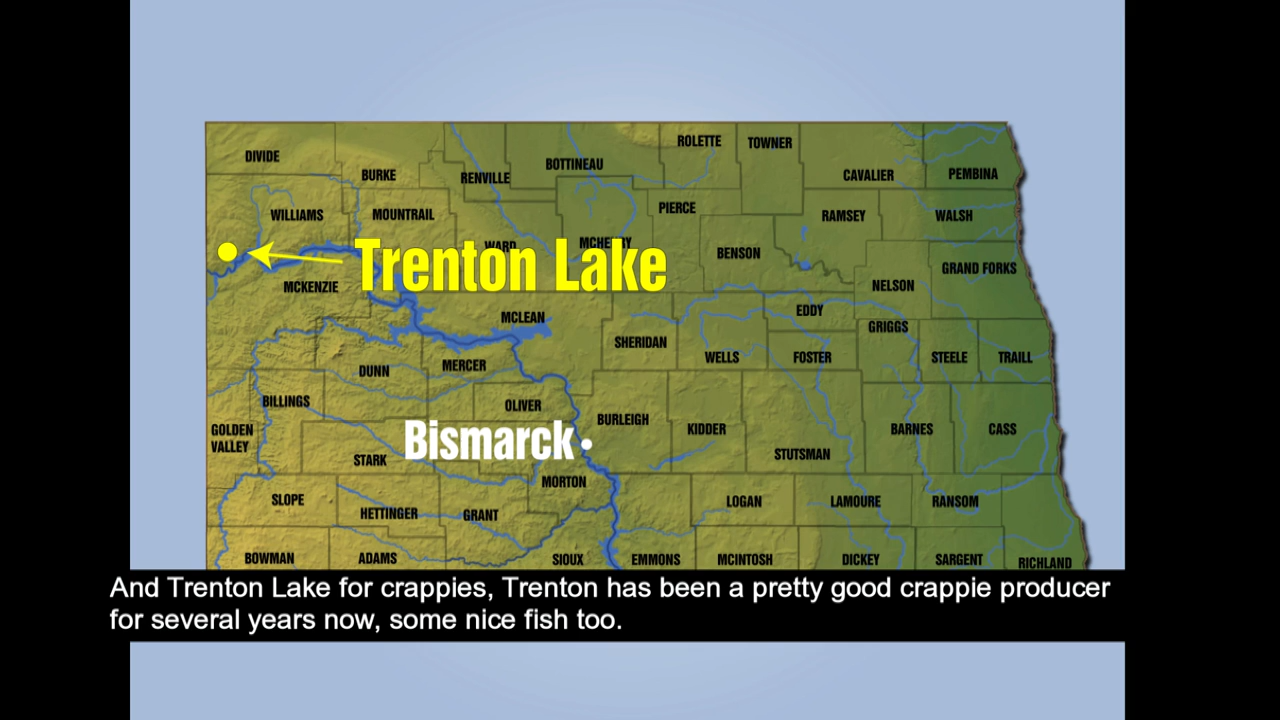 ROLETTE
TOWNER
DIVIDE
BOTTINEAU
BURKE
RENVILLE
CAVALIER
PEMBINA
WILLIAMS
MOUNTRAIL
PIERCE
RAMSEY
WALSH
WARD
MCHENRY
BENSON
Trenton Lake
GRAND FORKS
MCKENZIE
NELSON
MCLEAN
EDDY
GRIGGS
SHERIDAN
WELLS
FOSTER
STEELE
TRAILL
DUNN
MERCER
BILLINGS
OLIVER
BURLEIGH
GOLDEN
VALLEY
KIDDER
BARNES
CASS
Bismarck
STARK
STUTSMAN
MORTON
SLOPE
HETTINGER
GRANT
LOGAN
LAMOURE
RANSOM
BOWMAN
ADAMS
SIOUX
EMMONS
MCINTOSH
DICKEY
SARGENT
RICHLAND
And Trenton Lake for crappies, Trenton has been a pretty good crappie producer
for several years now, some nice fish too.